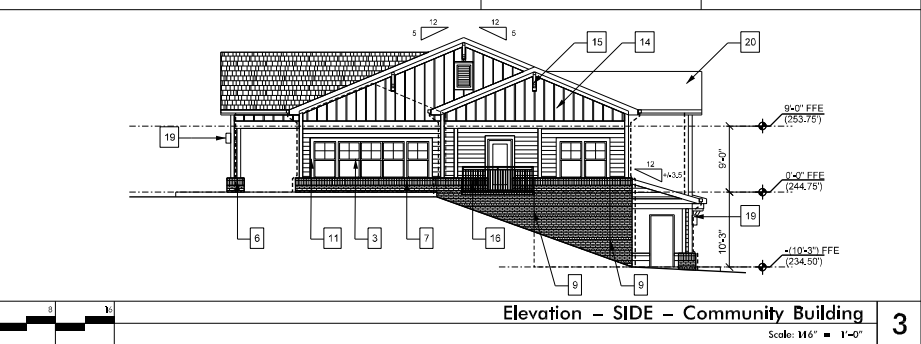 12 12
5 5
15 14 20
9'-0" FFE
(253.75')
19
9'-0"
12
+/-3.5
0'-0" FFE
(244.75')
19
6 11 3 7 16
10'-3"
-(10'-3") FFE
(234.50')
9 9
8 16
Elevation – SIDE – Community Building
3
Scale: 1/16" = 1'-0"